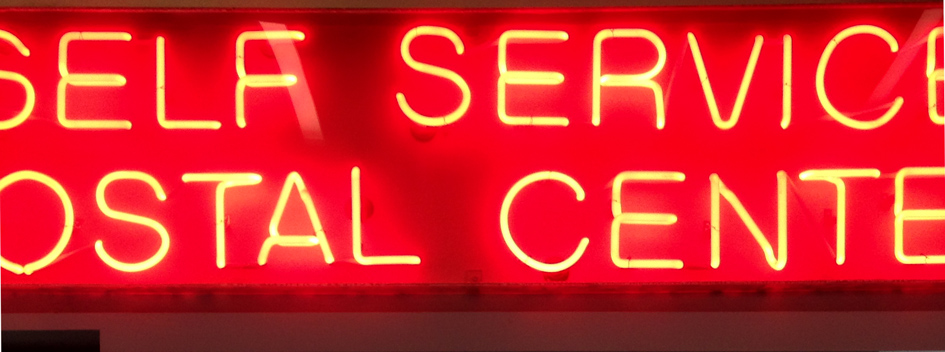 SELF SERVICE
OSTAL CENTE